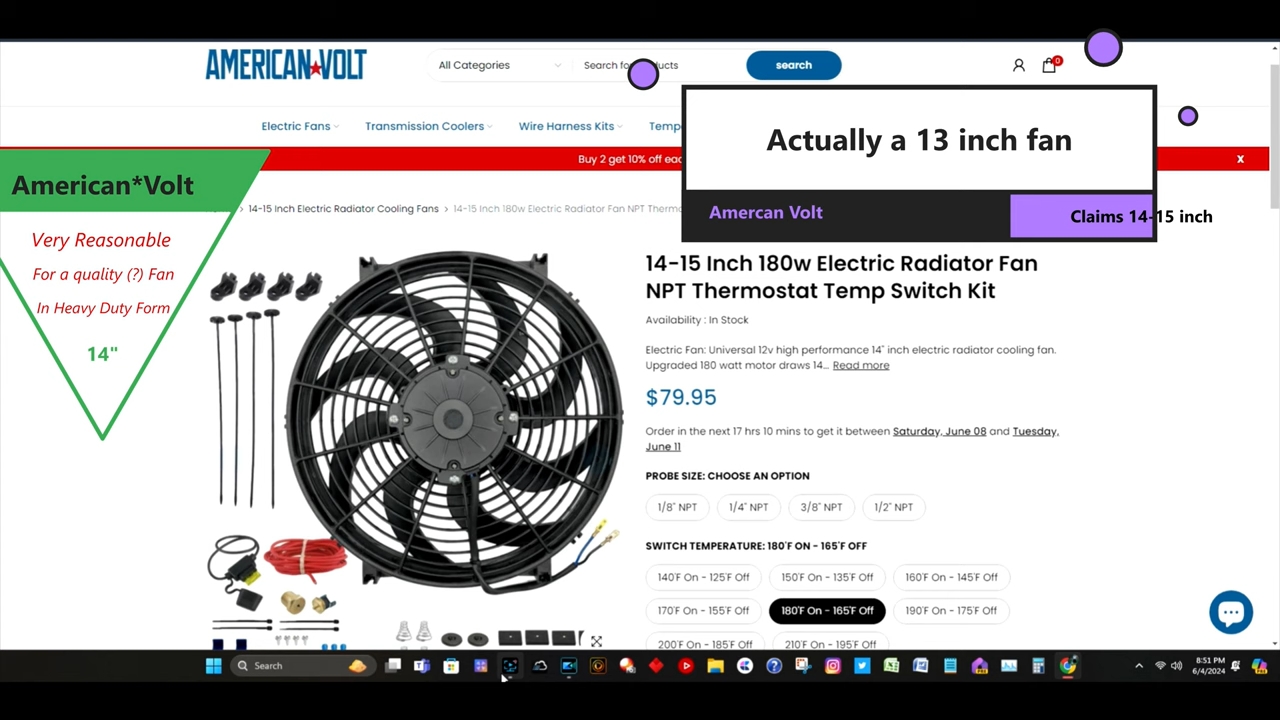 AMERICAN★VOLT
All Categories
Search for
ucts
search
0
Electric Fans
Transmission Coolers
Wire Harness Kits
Temp
Buy 2 get 10% off eac
X
Actually a 13 inch fan
Amercan Volt
Claims 14-15 inch
American*Volt
Very Reasonable
For a quality (?) Fan
In Heavy Duty Form
14"
14-15 Inch Electric Radiator Cooling Fans
14-15 Inch 180w Electric Radiator Fan NPT Thermo
14-15 Inch 180w Electric Radiator Fan
NPT Thermostat Temp Switch Kit
Availability : In Stock
Electric Fan: Universal 12v high performance 14" inch electric radiator cooling fan.
Upgraded 180 watt motor draws 14... Read more
$79.95
Order in the next 17 hrs 10 mins to get it between Saturday, June 08 and Tuesday,
June 11
PROBE SIZE: CHOOSE AN OPTION
1/8" NPT
1/4" NPT
3/8" NPT
1/2" NPT
SWITCH TEMPERATURE: 180°F ON - 165°F OFF
140°F On - 125°F Off
150°F On - 135°F Off
160°F On - 145°F Off
170°F On - 155°F Off
180°F On - 165°F Off
190°F On - 175°F Off
200°F On - 185°F Off
210°F On - 195°F Off
Search
8:51 PM
6/4/2024